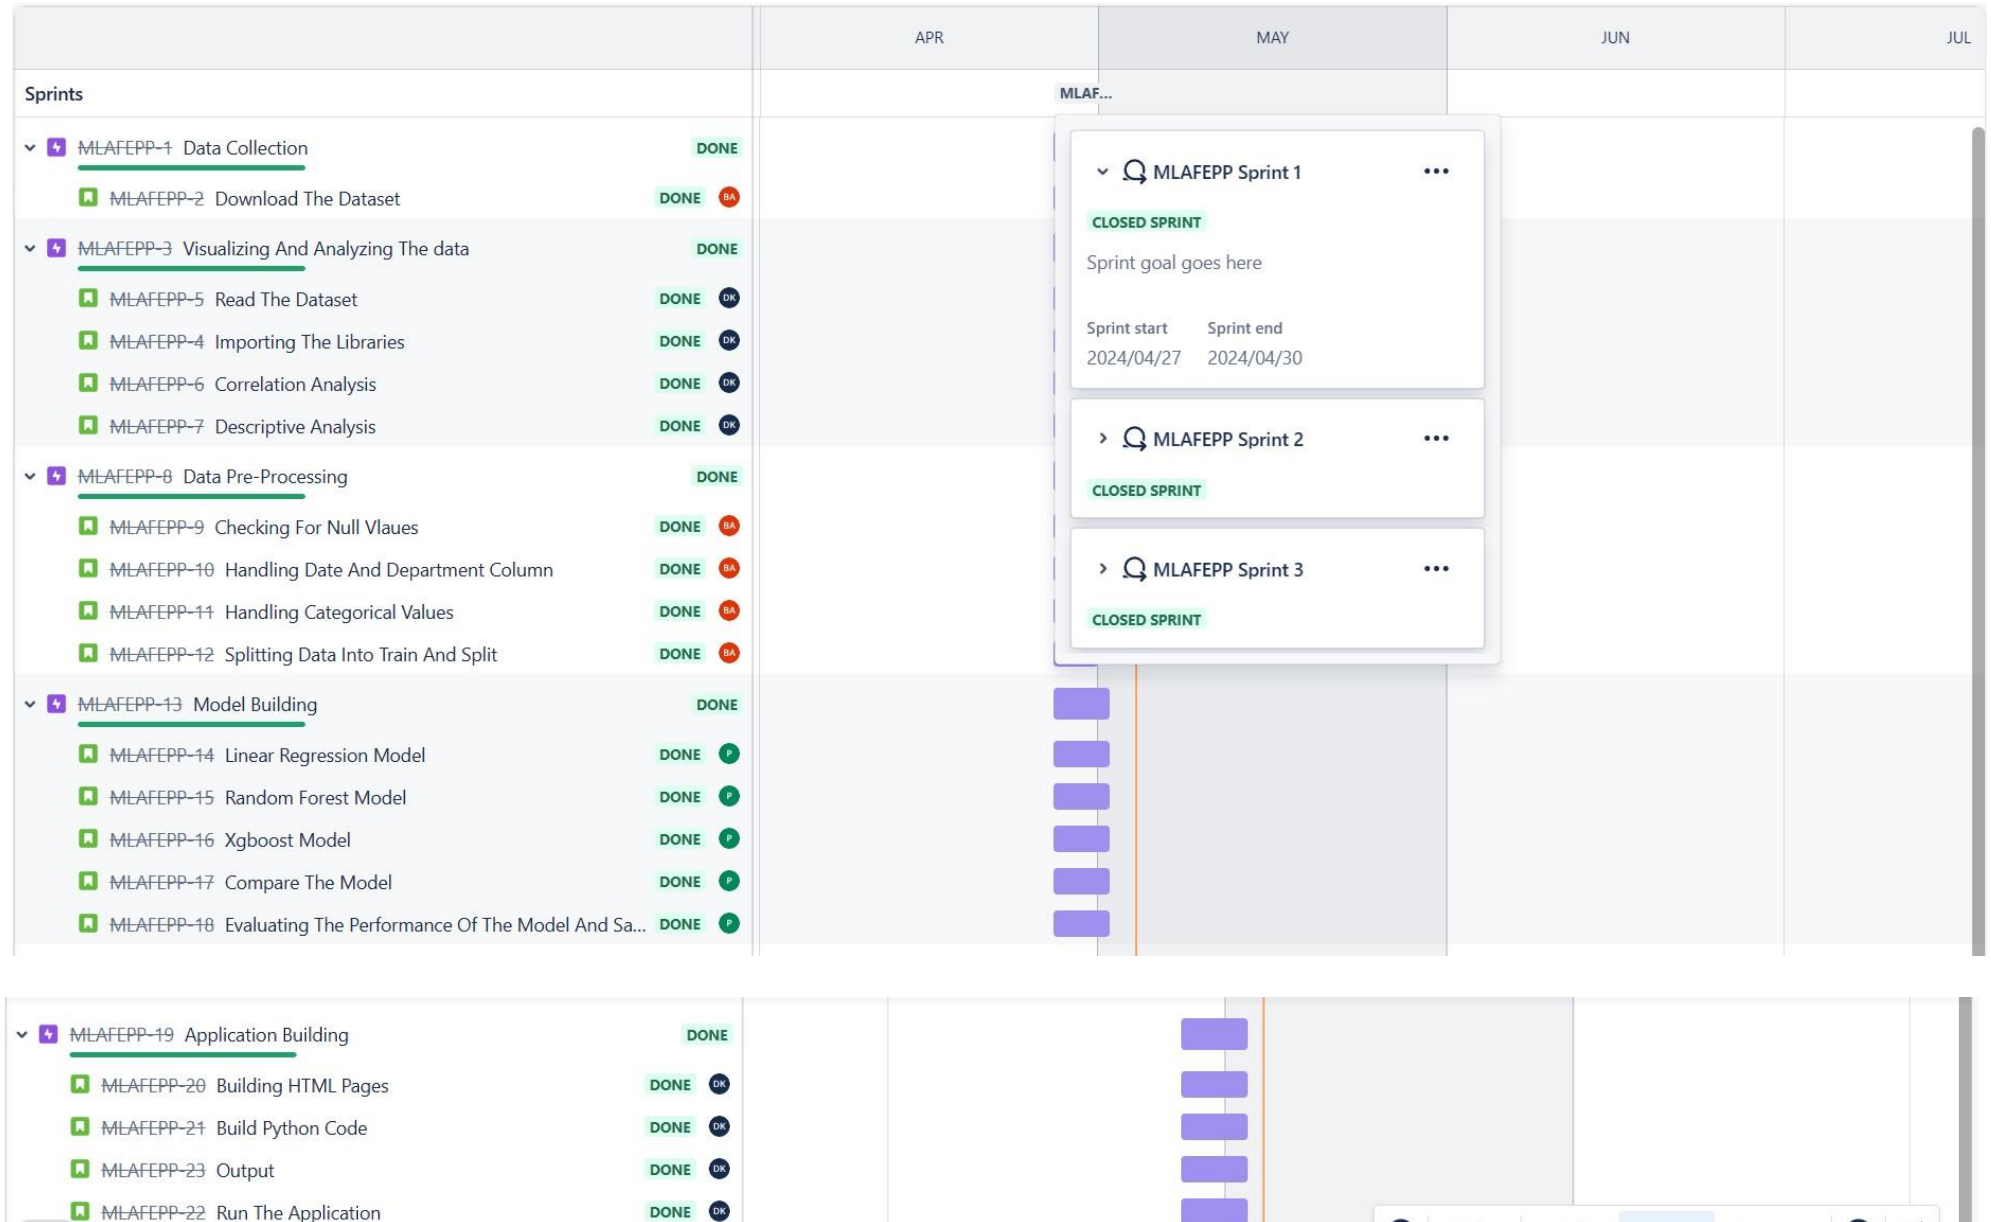 APR MAY JUN JUL
Sprints MLAF...
MLAFEPP-1 Data Collection DONE
MLAFEPP-2 Download The Dataset DONE BA
MLAFEPP-3 Visualizing And Analyzing The data DONE
MLAFEPP-5 Read The Dataset DONE DK
MLAFEPP-4 Importing The Libraries DONE DK
MLAFEPP-6 Correlation Analysis DONE DK
MLAFEPP-7 Descriptive Analysis DONE DK
MLAFEPP-8 Data Pre-Processing DONE
MLAFEPP-9 Checking For Null Vlaues DONE BA
MLAFEPP-10 Handling Date And Department Column DONE BA
MLAFEPP-11 Handling Categorical Values DONE BA
MLAFEPP-12 Splitting Data Into Train And Split DONE BA
MLAFEPP-13 Model Building DONE
MLAFEPP-14 Linear Regression Model DONE P
MLAFEPP-15 Random Forest Model DONE P
MLAFEPP-16 Xgboost Model DONE P
MLAFEPP-17 Compare The Model DONE P
MLAFEPP-18 Evaluating The Performance Of The Model And Sa... DONE P
MLAFEPP Sprint 1
CLOSED SPRINT
Sprint goal goes here
Sprint start Sprint end
2024/04/27 2024/04/30
MLAFEPP Sprint 2
CLOSED SPRINT
MLAFEPP Sprint 3
CLOSED SPRINT
MLAFEPP-19 Application Building DONE
MLAFEPP-20 Building HTML Pages DONE DK
MLAFEPP-21 Build Python Code DONE DK
MLAFEPP-23 Output DONE DK
MLAFEPP-22 Run The Application DONE DK